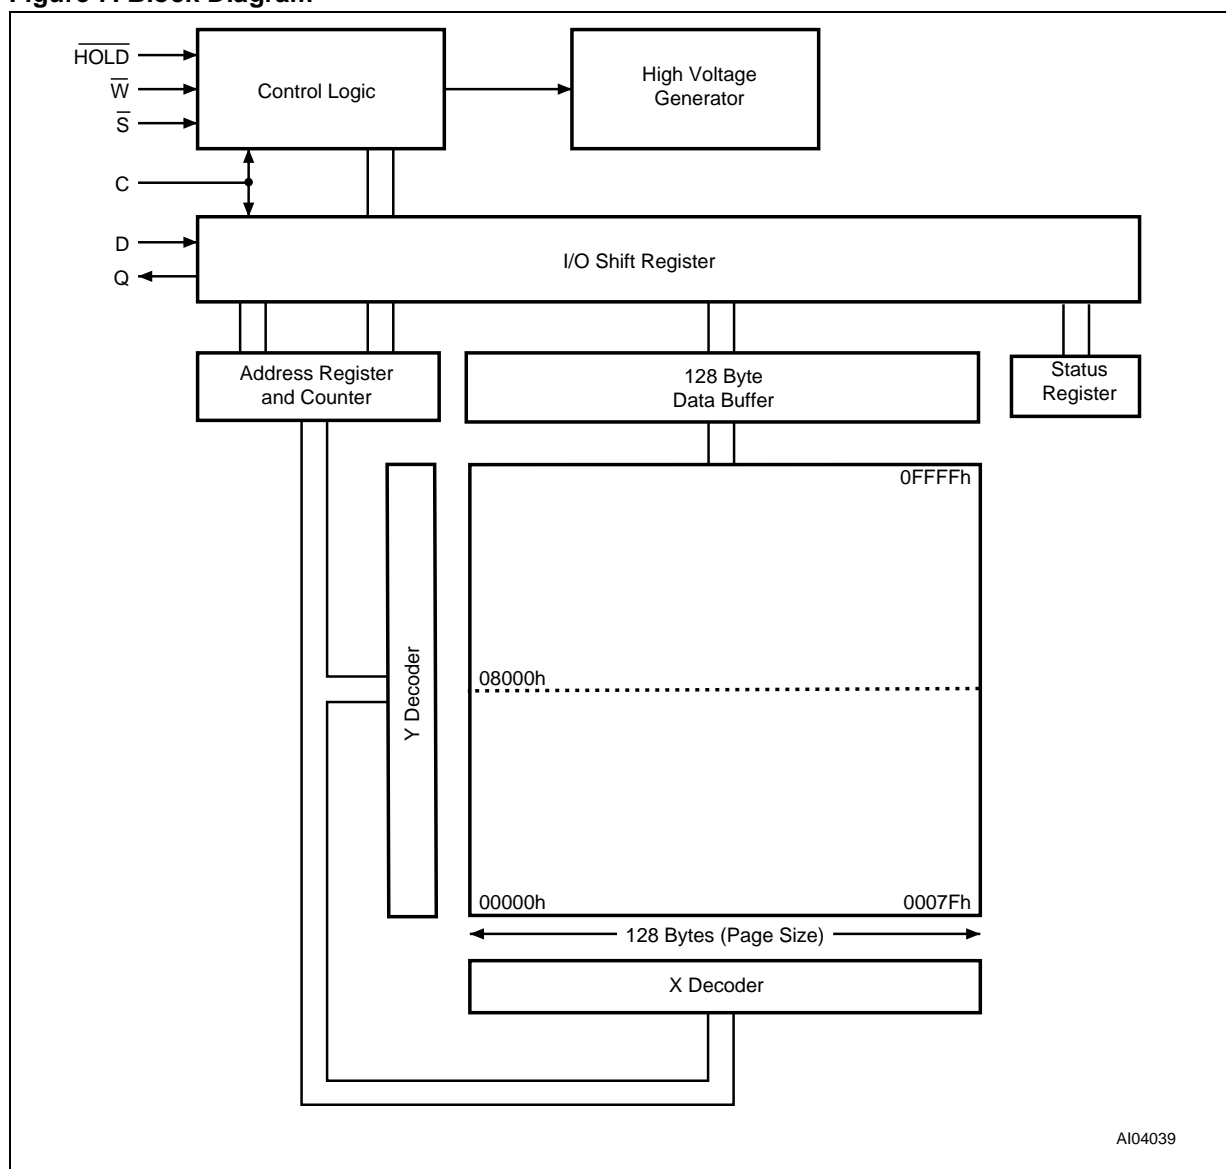 Figure 7. Block Diagram
HOLD
W
S
Control Logic
High Voltage
Generator
C
D
Q
I/O Shift Register
Address Register
and Counter
128 Byte
Data Buffer
Status
Register
0FFFFh
Y Decoder
08000h
00000h
0007Fh
128 Bytes (Page Size)
X Decoder
AI04039